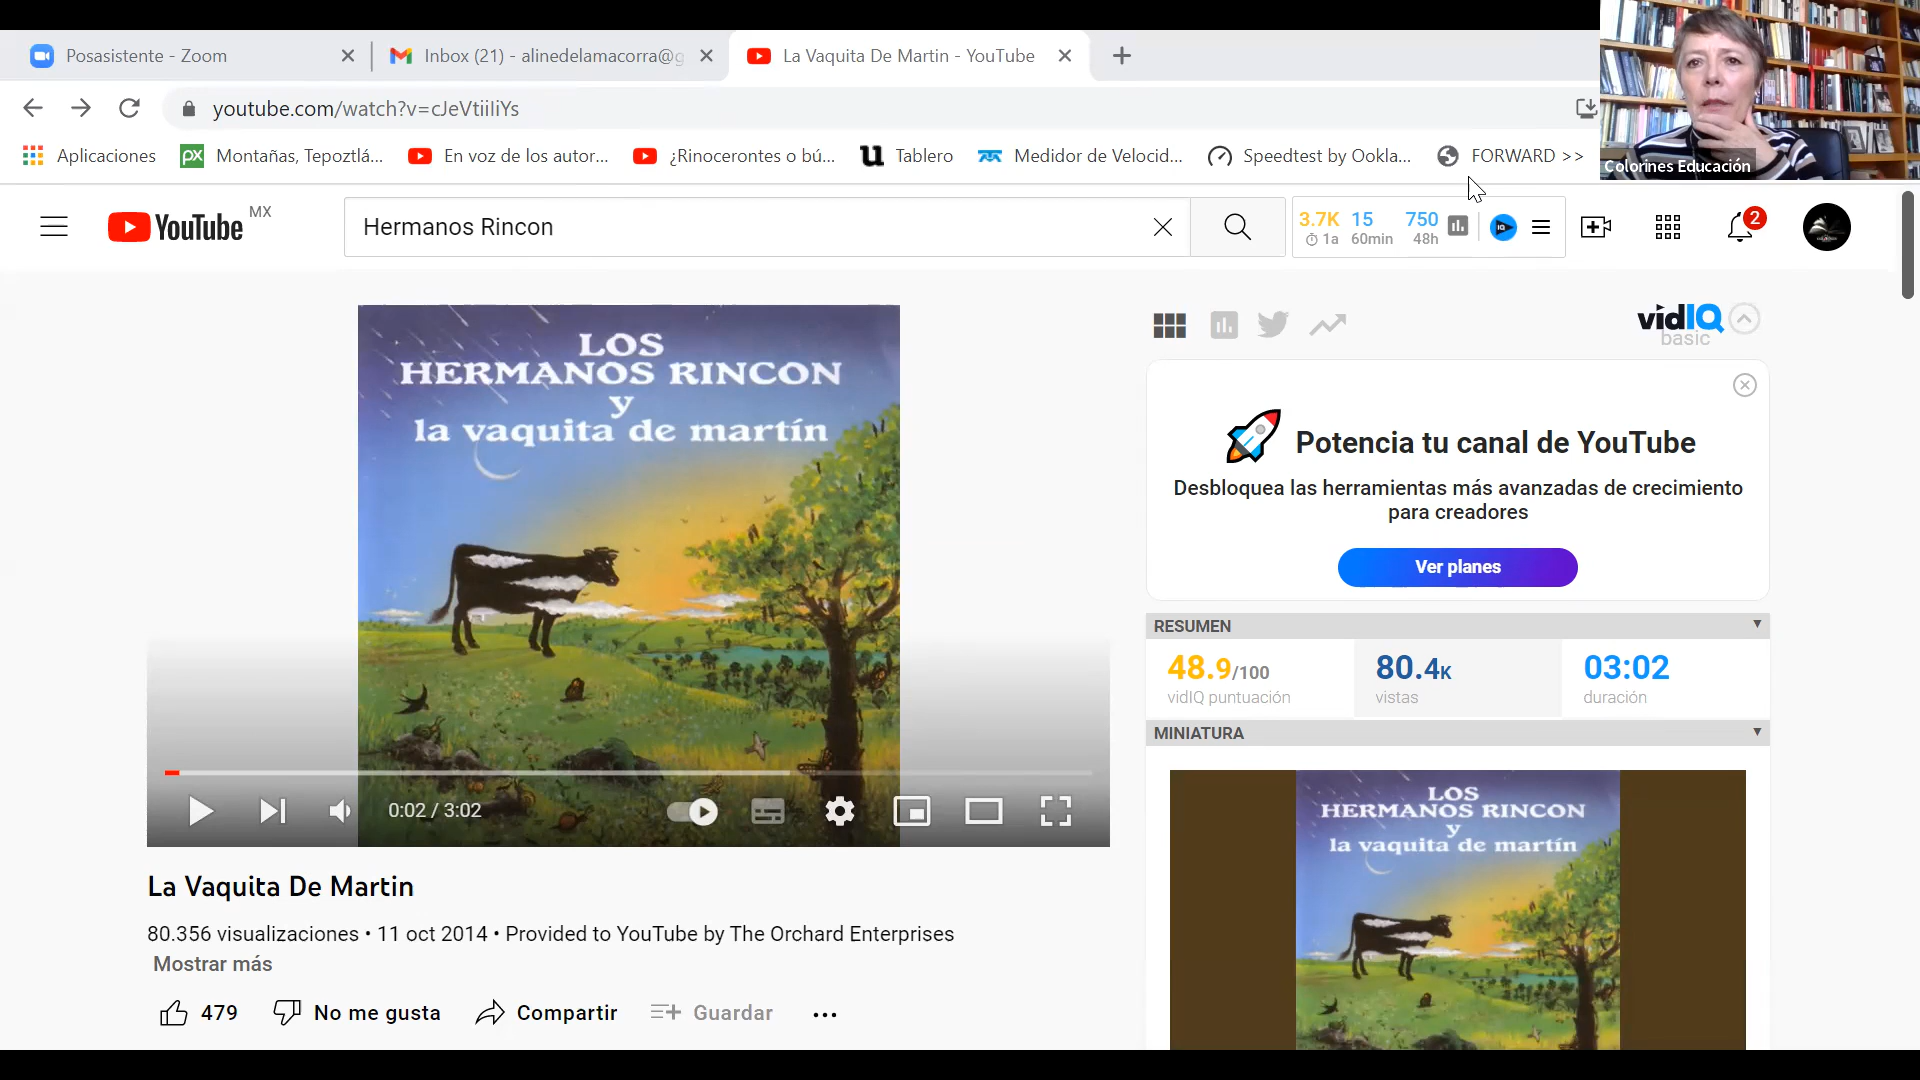 Posasistente - Zoom
Inbox (21) - alinedelamacorra@g
La Vaquita De Martin - YouTube
youtube.com/watch?v=cJeVtiiliYs
Aplicaciones
px
Montañas, Tepoztlá...
En voz de los autor...
¿Rinocerontes o bú...
Tablero
Medidor de Velocid...
Speedtest by Ookla...
FORWARD >>
Colorines Educación
YouTube MX
Hermanos Rincon
3.7K 15 750
1a 60min 48h
IQ
2
LOS
HERMANOS RINCON
y
la vaquita de martín
0:02 / 3:02
La Vaquita De Martin
80.356 visualizaciones • 11 oct 2014 • Provided to YouTube by The Orchard Enterprises
Mostrar más
479
No me gusta
Compartir
Guardar
vidIQ
basic
Potencia tu canal de YouTube
Desbloquea las herramientas más avanzadas de crecimiento
para creadores
Ver planes
RESUMEN
48.9/100
vidIQ puntuación
80.4K
vistas
03:02
duración
MINIATURA
LOS
HERMANOS RINCON
y
la vaquita de martín